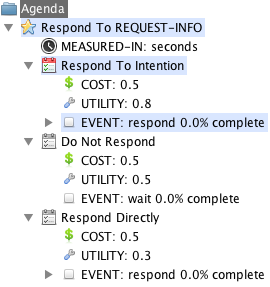 Agenda
Respond To REQUEST-INFO
MEASURED-IN: seconds
Respond To Intention
COST: 0.5
UTILITY: 0.8
EVENT: respond 0.0% complete
Do Not Respond
COST: 0.5
UTILITY: 0.5
EVENT: wait 0.0% complete
Respond Directly
COST: 0.5
UTILITY: 0.3
EVENT: respond 0.0% complete